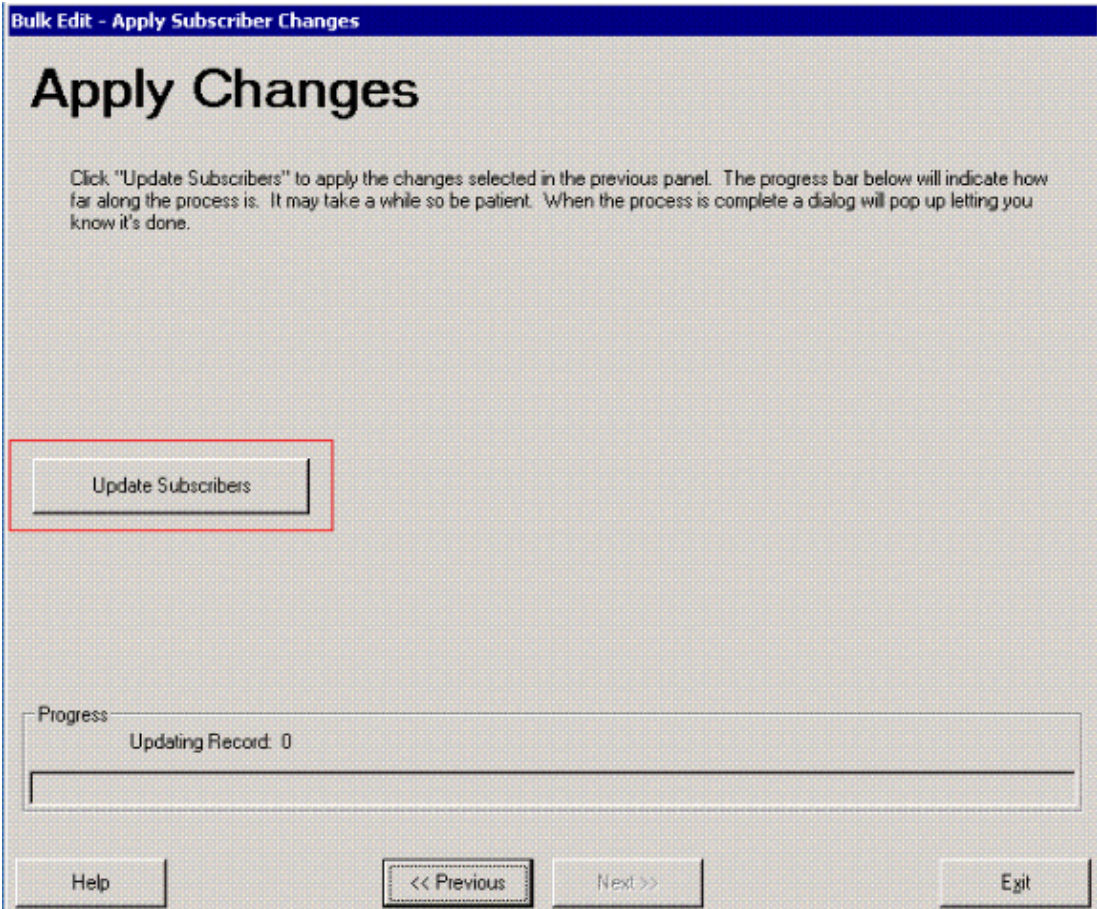 Bulk Edit - Apply Subscriber Changes
Apply Changes
Click "Update Subscribers" to apply the changes selected in the previous panel.  The progress bar below will indicate how
far along the process is.  It may take a while so be patient.  When the process is complete a dialog will pop up letting you
know it's done.
Update Subscribers
Progress
Updating Record:  0
Help
<< Previous
Next >>
Exit